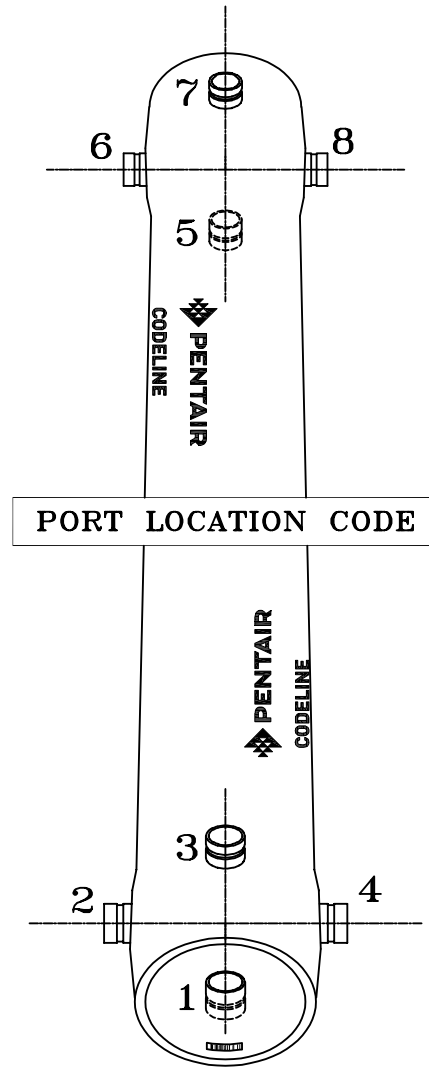 7
6
8
5
CODELINE
PENTAIR
PORT LOCATION CODE
PENTAIR
CODELINE
3
2
4
1